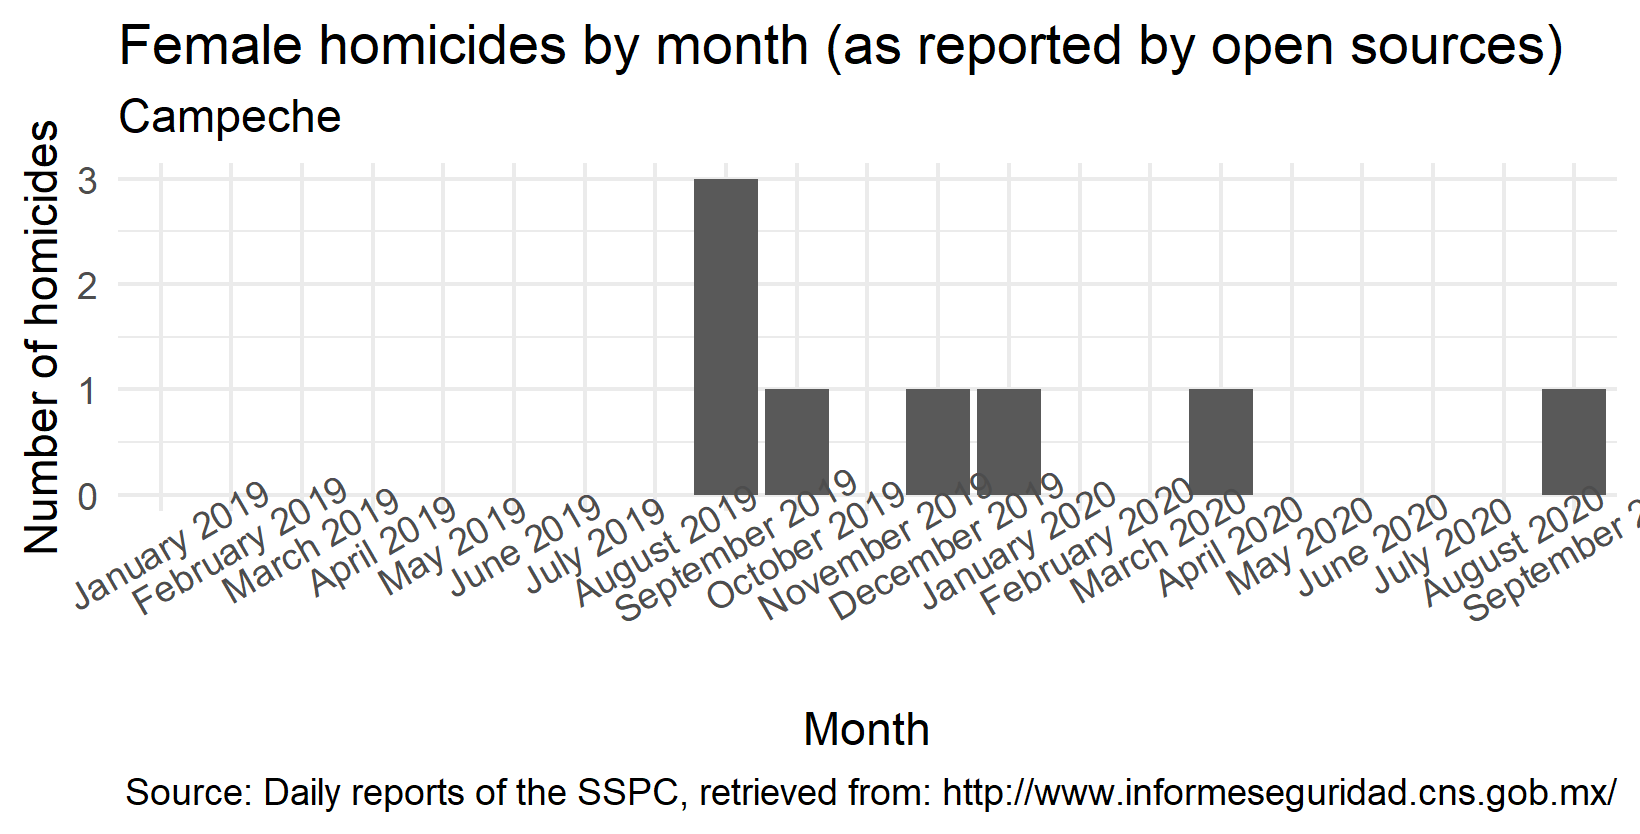 Female homicides by month (as reported by open sources)
Campeche
Number of homicides
3
2
1
0
January 2019
February 2019
March 2019
April 2019
May 2019
June 2019
July 2019
August 2019
September 2019
October 2019
November 2019
December 2019
January 2020
February 2020
March 2020
April 2020
May 2020
June 2020
July 2020
August 2020
September 2
Month
Source: Daily reports of the SSPC, retrieved from: http://www.informeseguridad.cns.gob.mx/